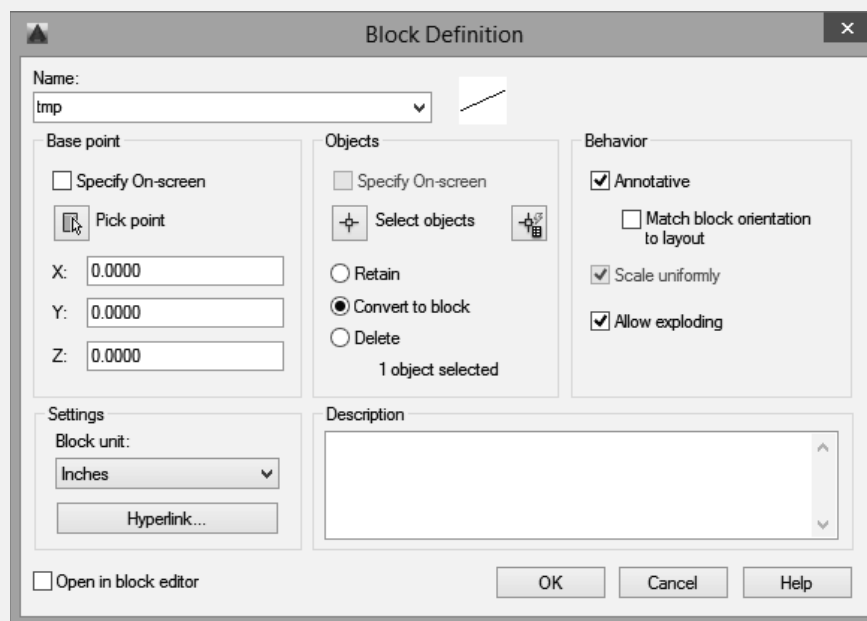 Block Definition
Name:
tmp
Base point
Specify On-screen
Pick point
X: 0.0000
Y: 0.0000
Z: 0.0000
Objects
Specify On-screen
Select objects
Retain
Convert to block
Delete
1 object selected
Behavior
Annotative
Match block orientation
to layout
Scale uniformly
Allow exploding
Settings
Block unit:
Inches
Hyperlink...
Description
Open in block editor
OK
Cancel
Help